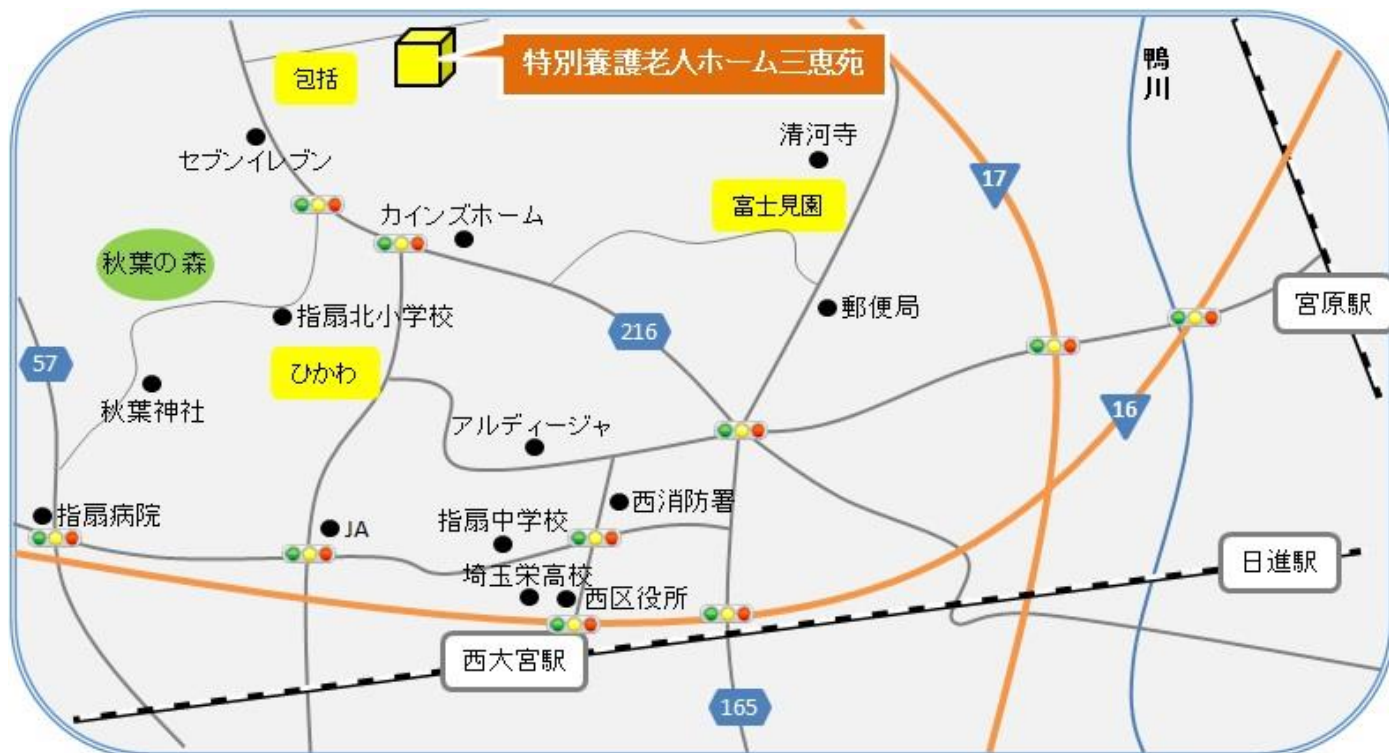 特別養護老人ホーム三恵苑
包括
鴨川
清河寺
セブンイレブン
17
富士見園
カインズホーム
秋葉の森
宮原駅
指扇北小学校
郵便局
216
57
ひかわ
秋葉神社
16
アルディージャ
指扇病院
西消防署
JA
指扇中学校
日進駅
埼玉栄高校
西区役所
西大宮駅
165